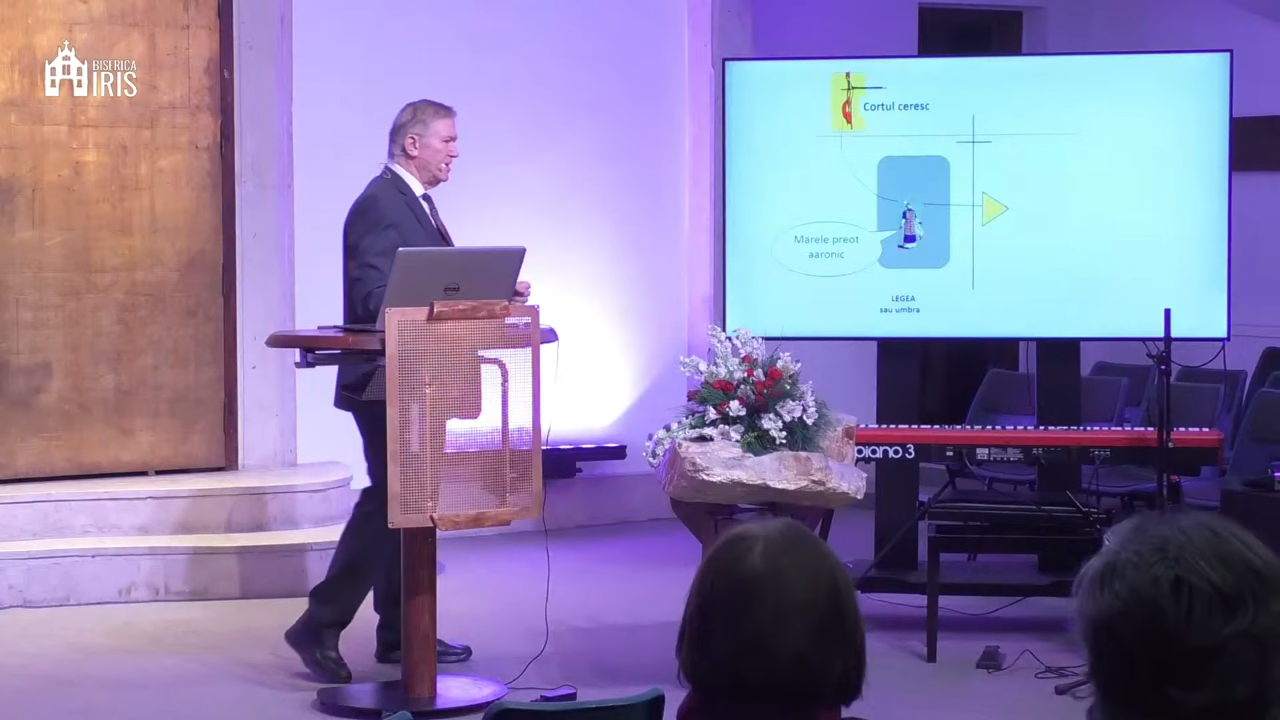 BISERICA
IRIS
Cortul ceresc
Marele preot
aaronic
LEGEA
sau umbra
piano 3